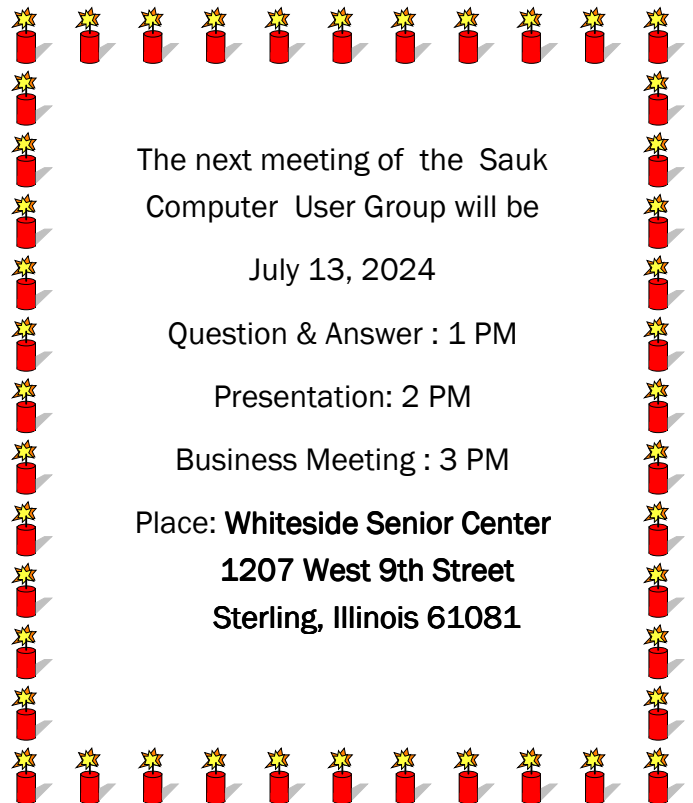 The next meeting of  the  Sauk
Computer  User Group will be
July 13, 2024
Question & Answer : 1 PM
Presentation: 2 PM
Business Meeting : 3 PM
Place: Whiteside Senior Center
1207 West 9th Street
Sterling, Illinois 61081